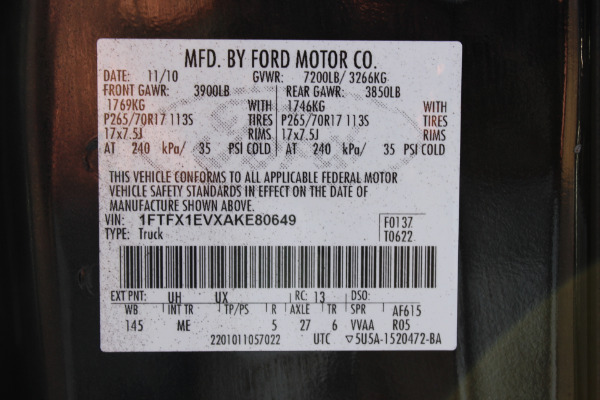 MFD. BY FORD MOTOR CO.
DATE: 11/10 GVWR: 7200LB/ 3266KG
FRONT GAWR: 3900LB REAR GAWR: 3850LB
1769KG WITH 1746KG WITH
P265/70R17 113S TIRES P265/70R17 113S TIRES
17x7.5J RIMS 17x7.5J RIMS
AT 240 kPa/ 35 PSI COLD AT 240 kPa/ 35 PSI COLD
THIS VEHICLE CONFORMS TO ALL APPLICABLE FEDERAL MOTOR
VEHICLE SAFETY STANDARDS IN EFFECT ON THE DATE OF
MANUFACTURE SHOWN ABOVE.
VIN: 1FTFX1EVXAKE80649 F0137
TYPE: Truck T0622
EXT PNT: UH UX RC: 13 DSO:
WB INT TR TP/PS R AXLE TR SPR AF615
145 ME 5 27 6 VVAA R05
2201011057022 UTC ▽5U5A-1520472-BA